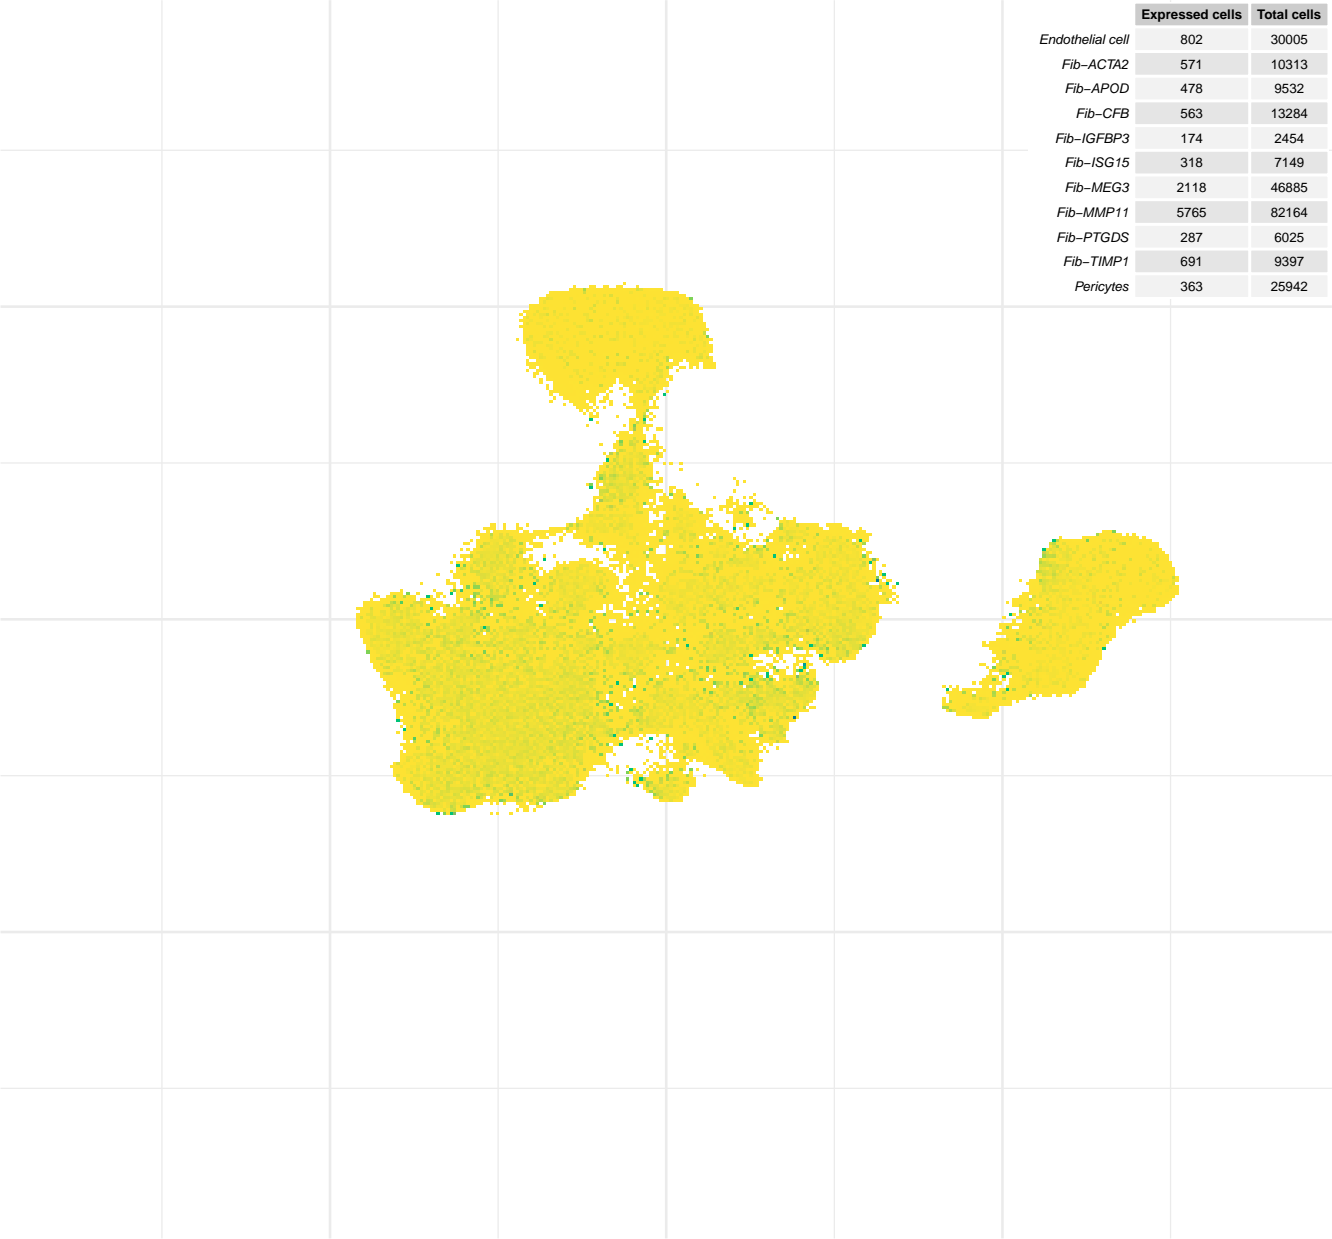 Expressed cells Total cells
Endothelial cell 802 30005
Fib−ACTA2 571 10313
Fib−APOD 478 9532
Fib−CFB 563 13284
Fib−IGFBP3 174 2454
Fib−ISG15 318 7149
Fib−MEG3 2118 46885
Fib−MMP11 5765 82164
Fib−PTGDS 287 6025
Fib−TIMP1 691 9397
Pericytes 363 25942